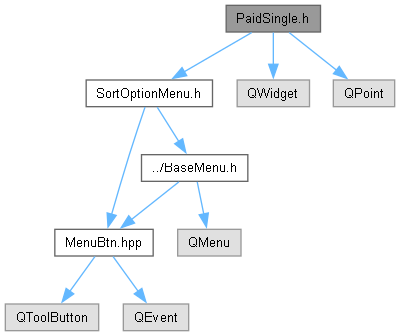 PaidSingle.h
SortOptionMenu.h
QWidget
QPoint
../BaseMenu.h
MenuBtn.hpp
QMenu
QToolButton
QEvent